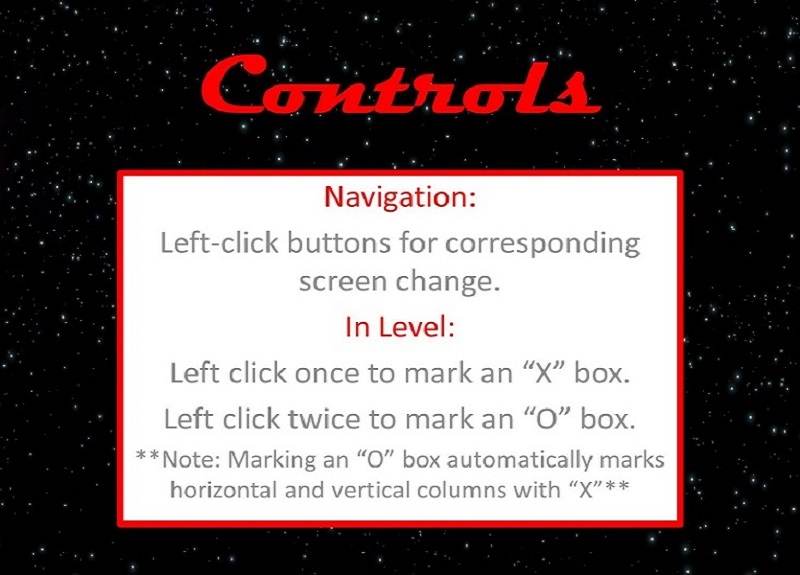 Controls
Navigation:
Left-click buttons for corresponding
screen change.
In Level:
Left click once to mark an “X” box.
Left click twice to mark an “O” box.
**Note: Marking an “O” box automatically marks
horizontal and vertical columns with “X”**